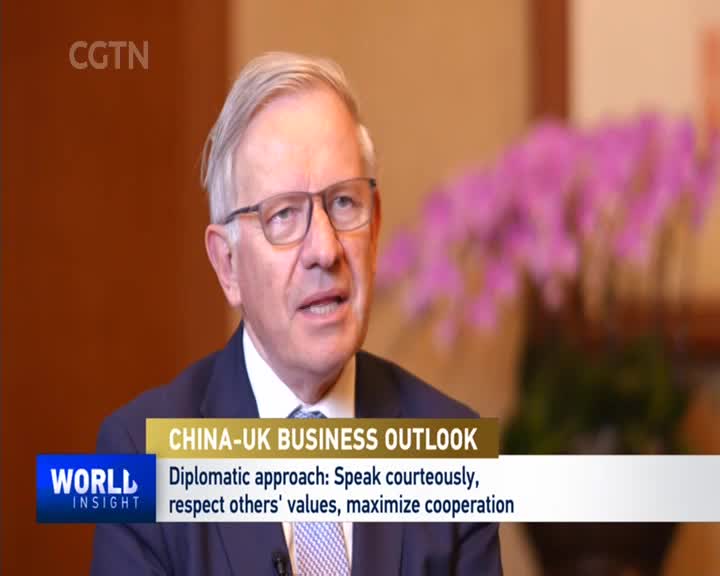 CGTN
CHINA-UK BUSINESS OUTLOOK
WORLD
INSIGHT
Diplomatic approach: Speak courteously,
respect others' values, maximize cooperation